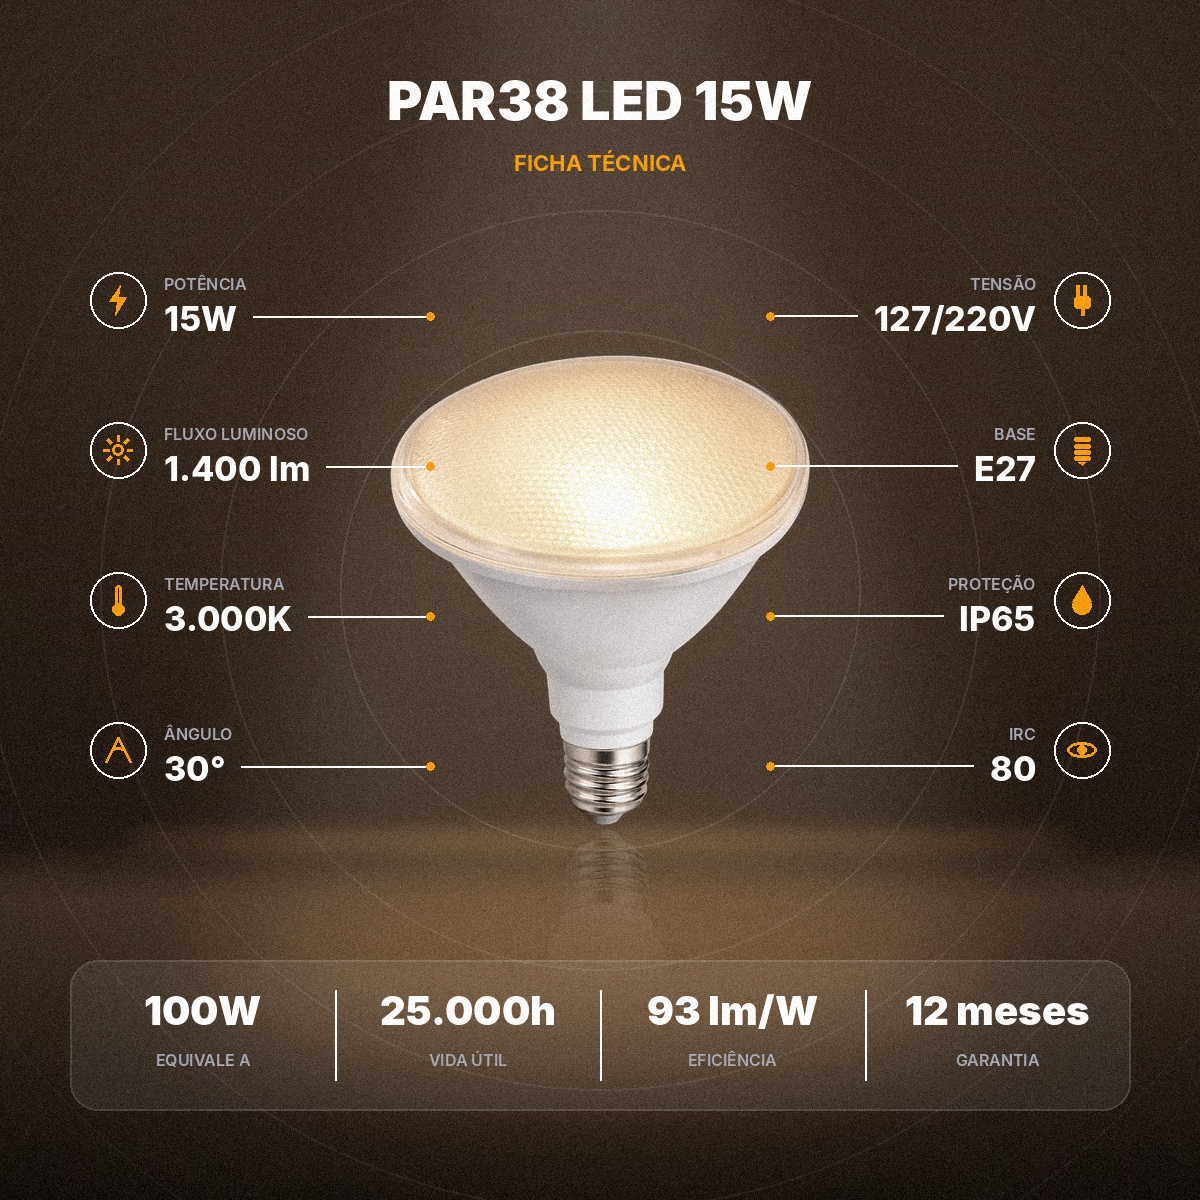 PAR38 LED 15W
FICHA TÉCNICA
POTÊNCIA
15W
TENSÃO
127/220V
FLUXO LUMINOSO
1.400 lm
BASE
E27
TEMPERATURA
3.000K
PROTEÇÃO
IP65
ÂNGULO
30°
IRC
80
100W
EQUIVALE A
25.000h
VIDA ÚTIL
93 lm/W
EFICIÊNCIA
12 meses
GARANTIA